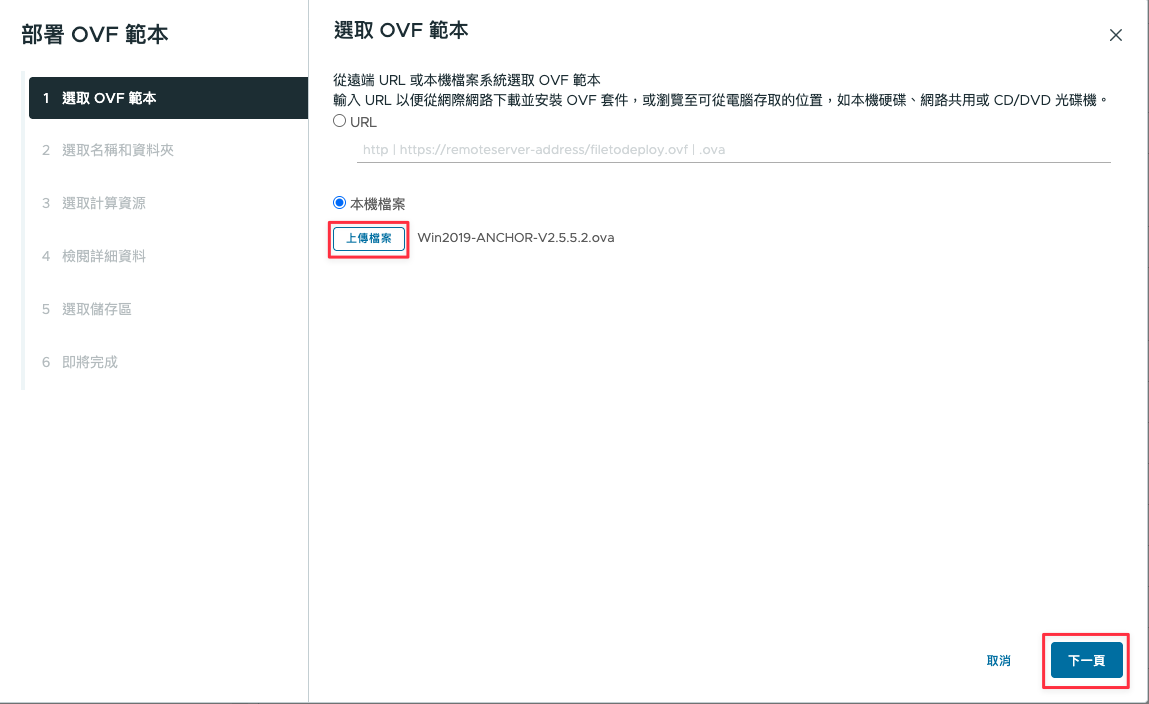 部署 OVF 範本
1 選取 OVF 範本
2 選取名稱和資料夾
3 選取計算資源
4 檢閱詳細資料
5 選取儲存區
6 即將完成
選取 OVF 範本
從遠端 URL 或本機檔案系統選取 OVF 範本
輸入 URL 以便從網際網路下載並安裝 OVF 套件，或瀏覽至可從電腦存取的位置，如本機硬碟、網路共用或 CD/DVD 光碟機。
URL
http | https://remoteserver-address/filetodeploy.ovf | .ova
本機檔案
上傳檔案 Win2019-ANCHOR-V2.5.5.2.ova
取消 下一頁